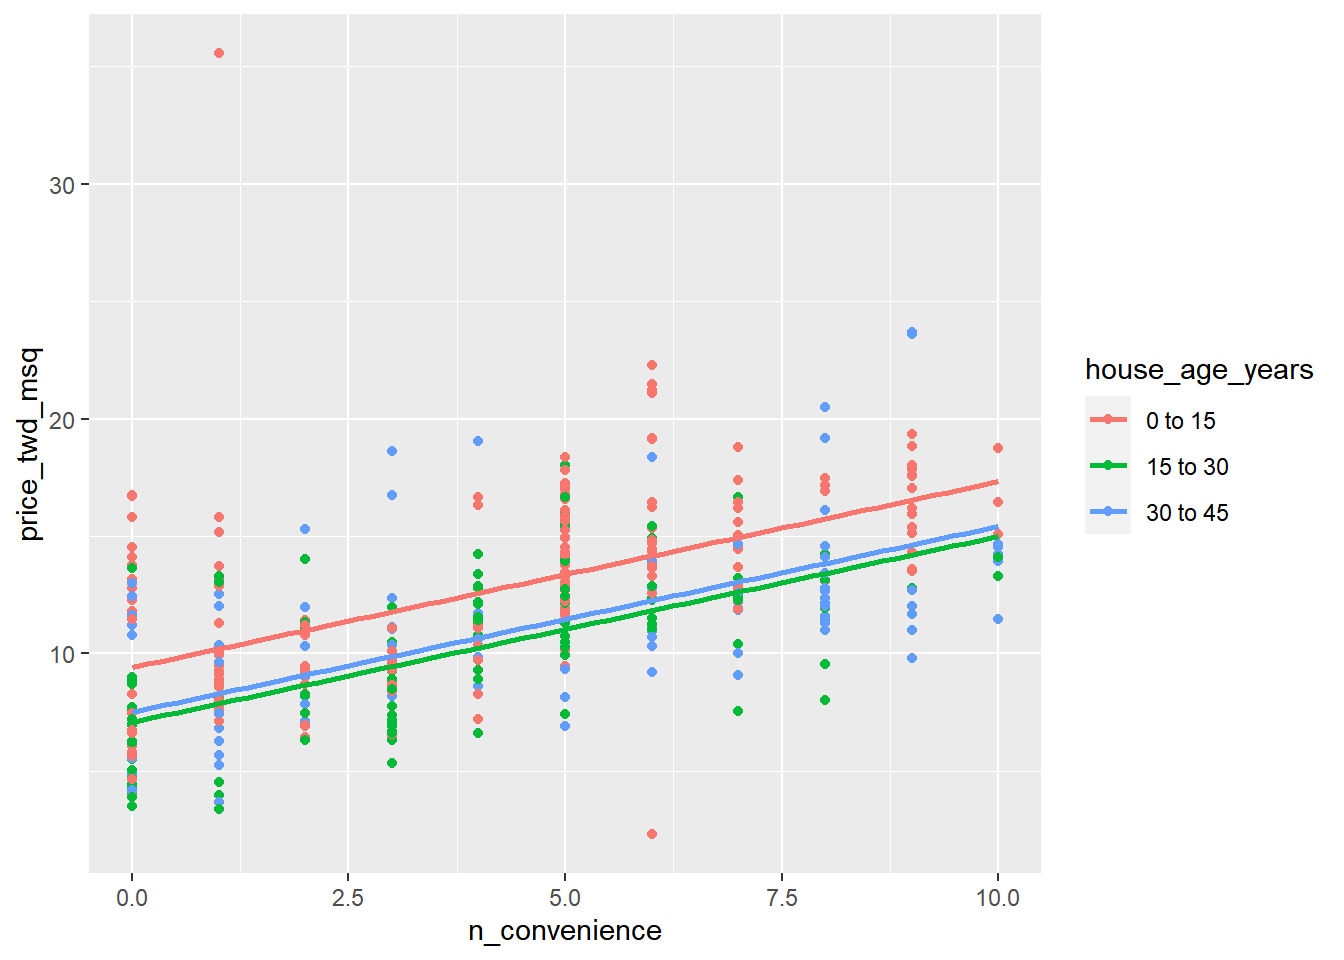 price_twd_msq
30
20
10
0.0
2.5
5.0
7.5
10.0
n_convenience
house_age_years
0 to 15
15 to 30
30 to 45